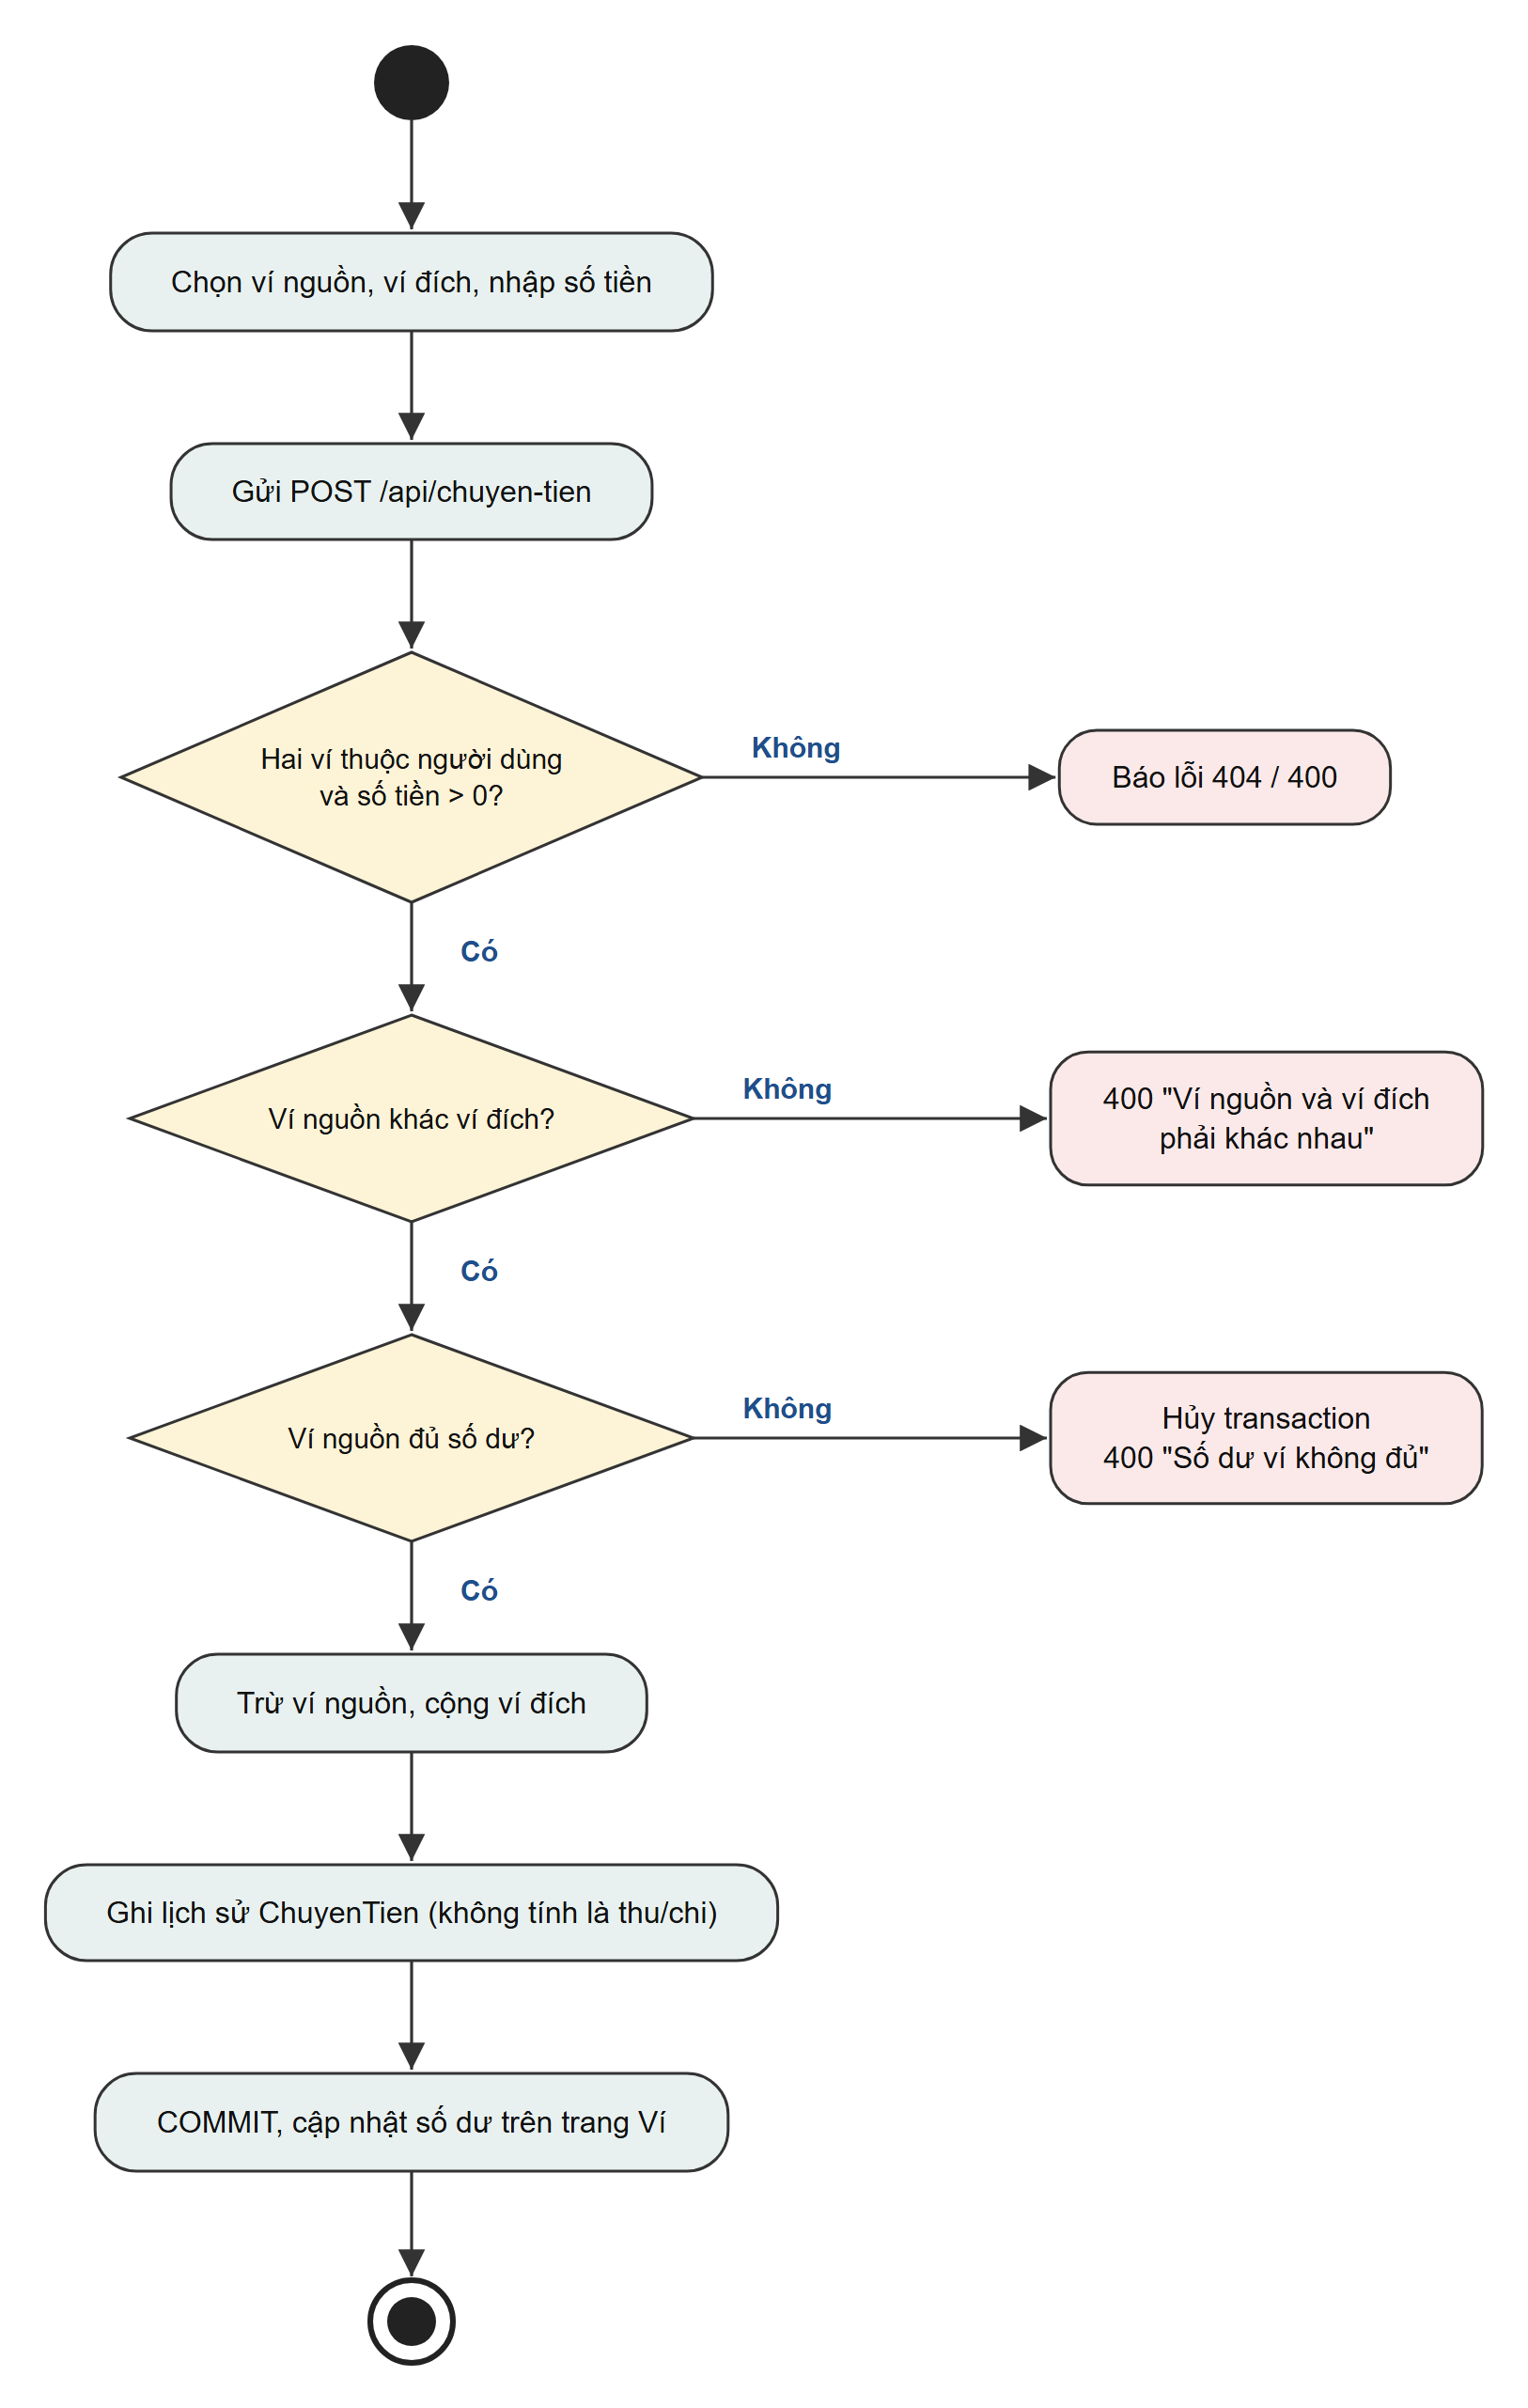 Chọn ví nguồn, ví đích, nhập số tiền
Gửi POST /api/chuyen-tien
Hai ví thuộc người dùng
và số tiền > 0?
Không
Báo lỗi 404 / 400
Có
Ví nguồn khác ví đích?
Không
400 "Ví nguồn và ví đích
phải khác nhau"
Có
Ví nguồn đủ số dư?
Không
Hủy transaction
400 "Số dư ví không đủ"
Có
Trừ ví nguồn, cộng ví đích
Ghi lịch sử ChuyenTien (không tính là thu/chi)
COMMIT, cập nhật số dư trên trang Ví